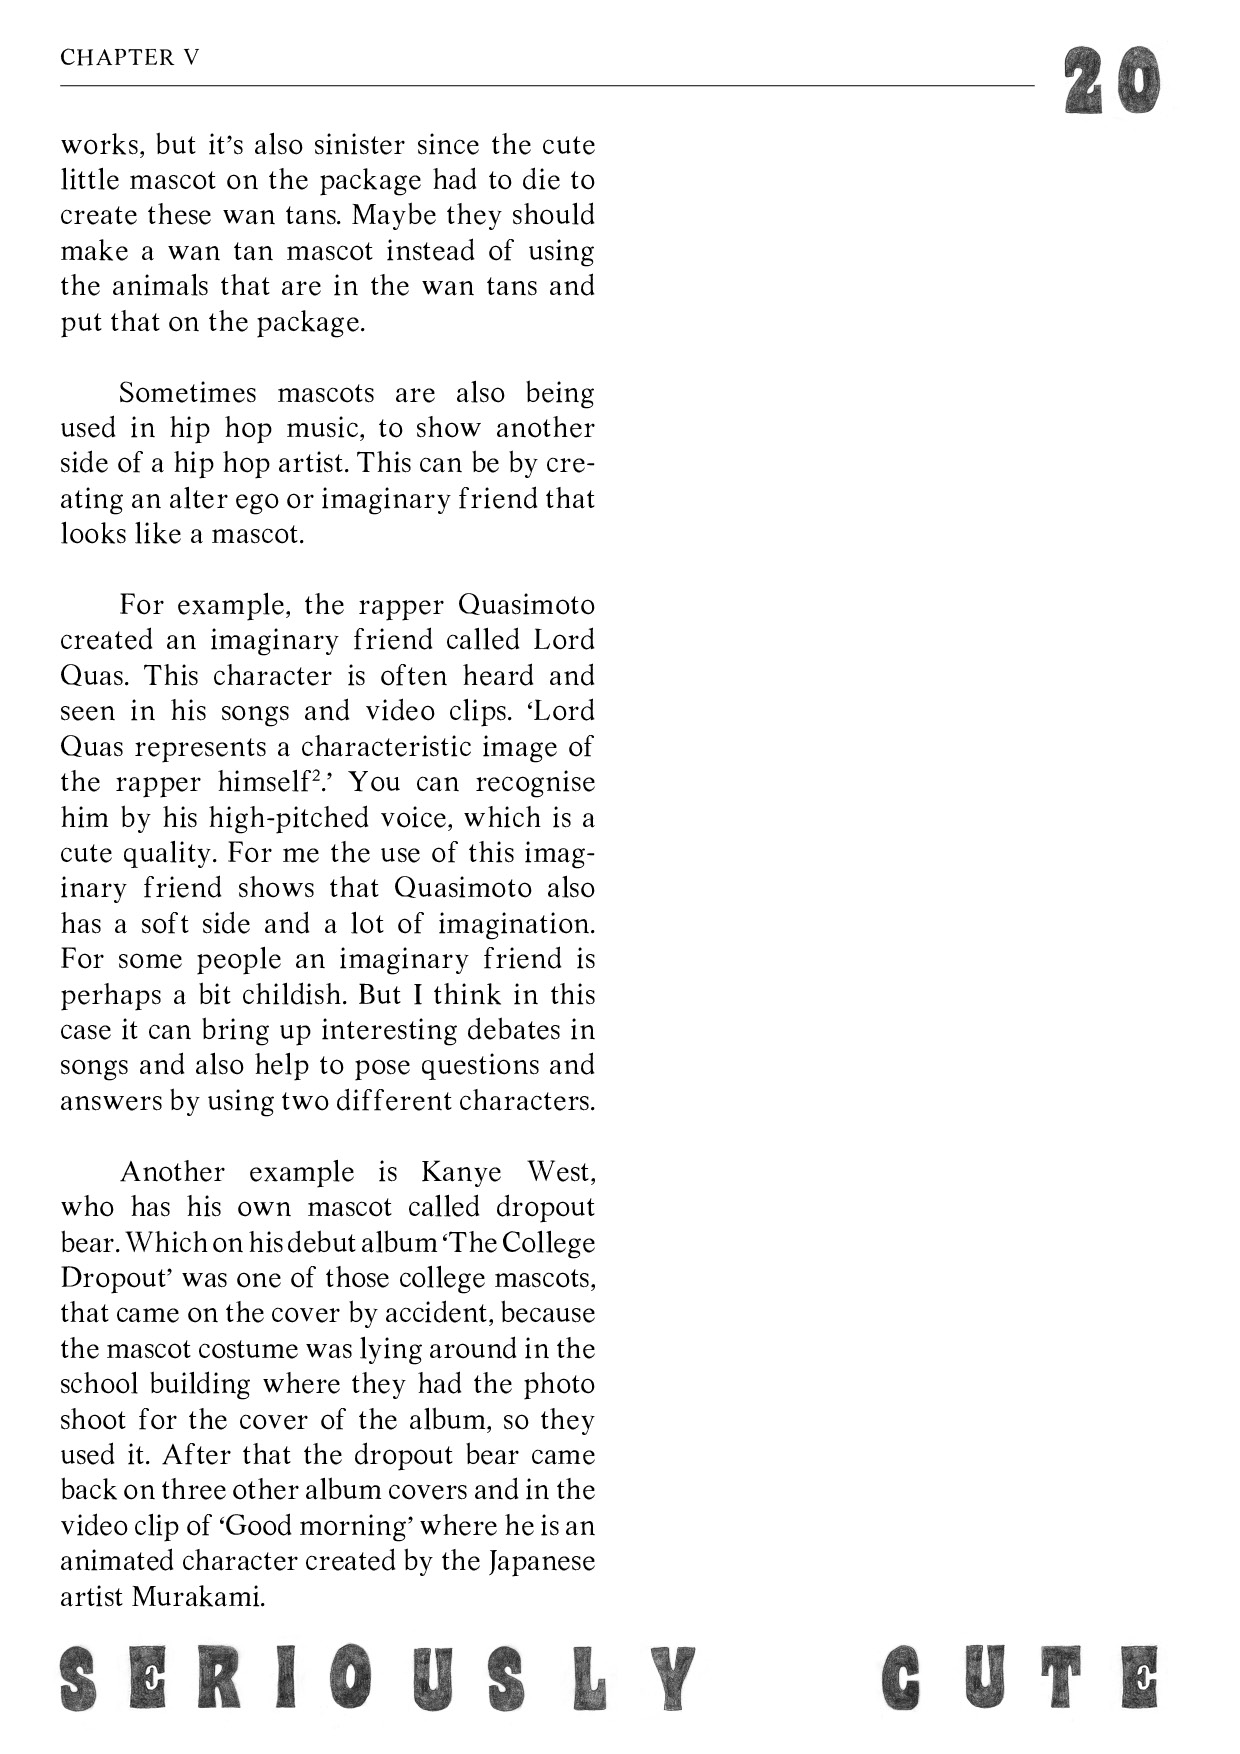 CHAPTER V
20
works, but it’s also sinister since the cute
little mascot on the package had to die to
create these wan tans. Maybe they should
make a wan tan mascot instead of using
the animals that are in the wan tans and
put that on the package.
Sometimes mascots are also being
used in hip hop music, to show another
side of a hip hop artist. This can be by cre-
ating an alter ego or imaginary friend that
looks like a mascot.
For example, the rapper Quasimoto
created an imaginary friend called Lord
Quas. This character is often heard and
seen in his songs and video clips. ‘Lord
Quas represents a characteristic image of
the rapper himself².’ You can recognise
him by his high-pitched voice, which is a
cute quality. For me the use of this imag-
inary friend shows that Quasimoto also
has a soft side and a lot of imagination.
For some people an imaginary friend is
perhaps a bit childish. But I think in this
case it can bring up interesting debates in
songs and also help to pose questions and
answers by using two different characters.
Another example is Kanye West,
who has his own mascot called dropout
bear. Which on his debut album ‘The College
Dropout’ was one of those college mascots,
that came on the cover by accident, because
the mascot costume was lying around in the
school building where they had the photo
shoot for the cover of the album, so they
used it. After that the dropout bear came
back on three other album covers and in the
video clip of ‘Good morning’ where he is an
animated character created by the Japanese
artist Murakami.
SERIOUSLY CUTE